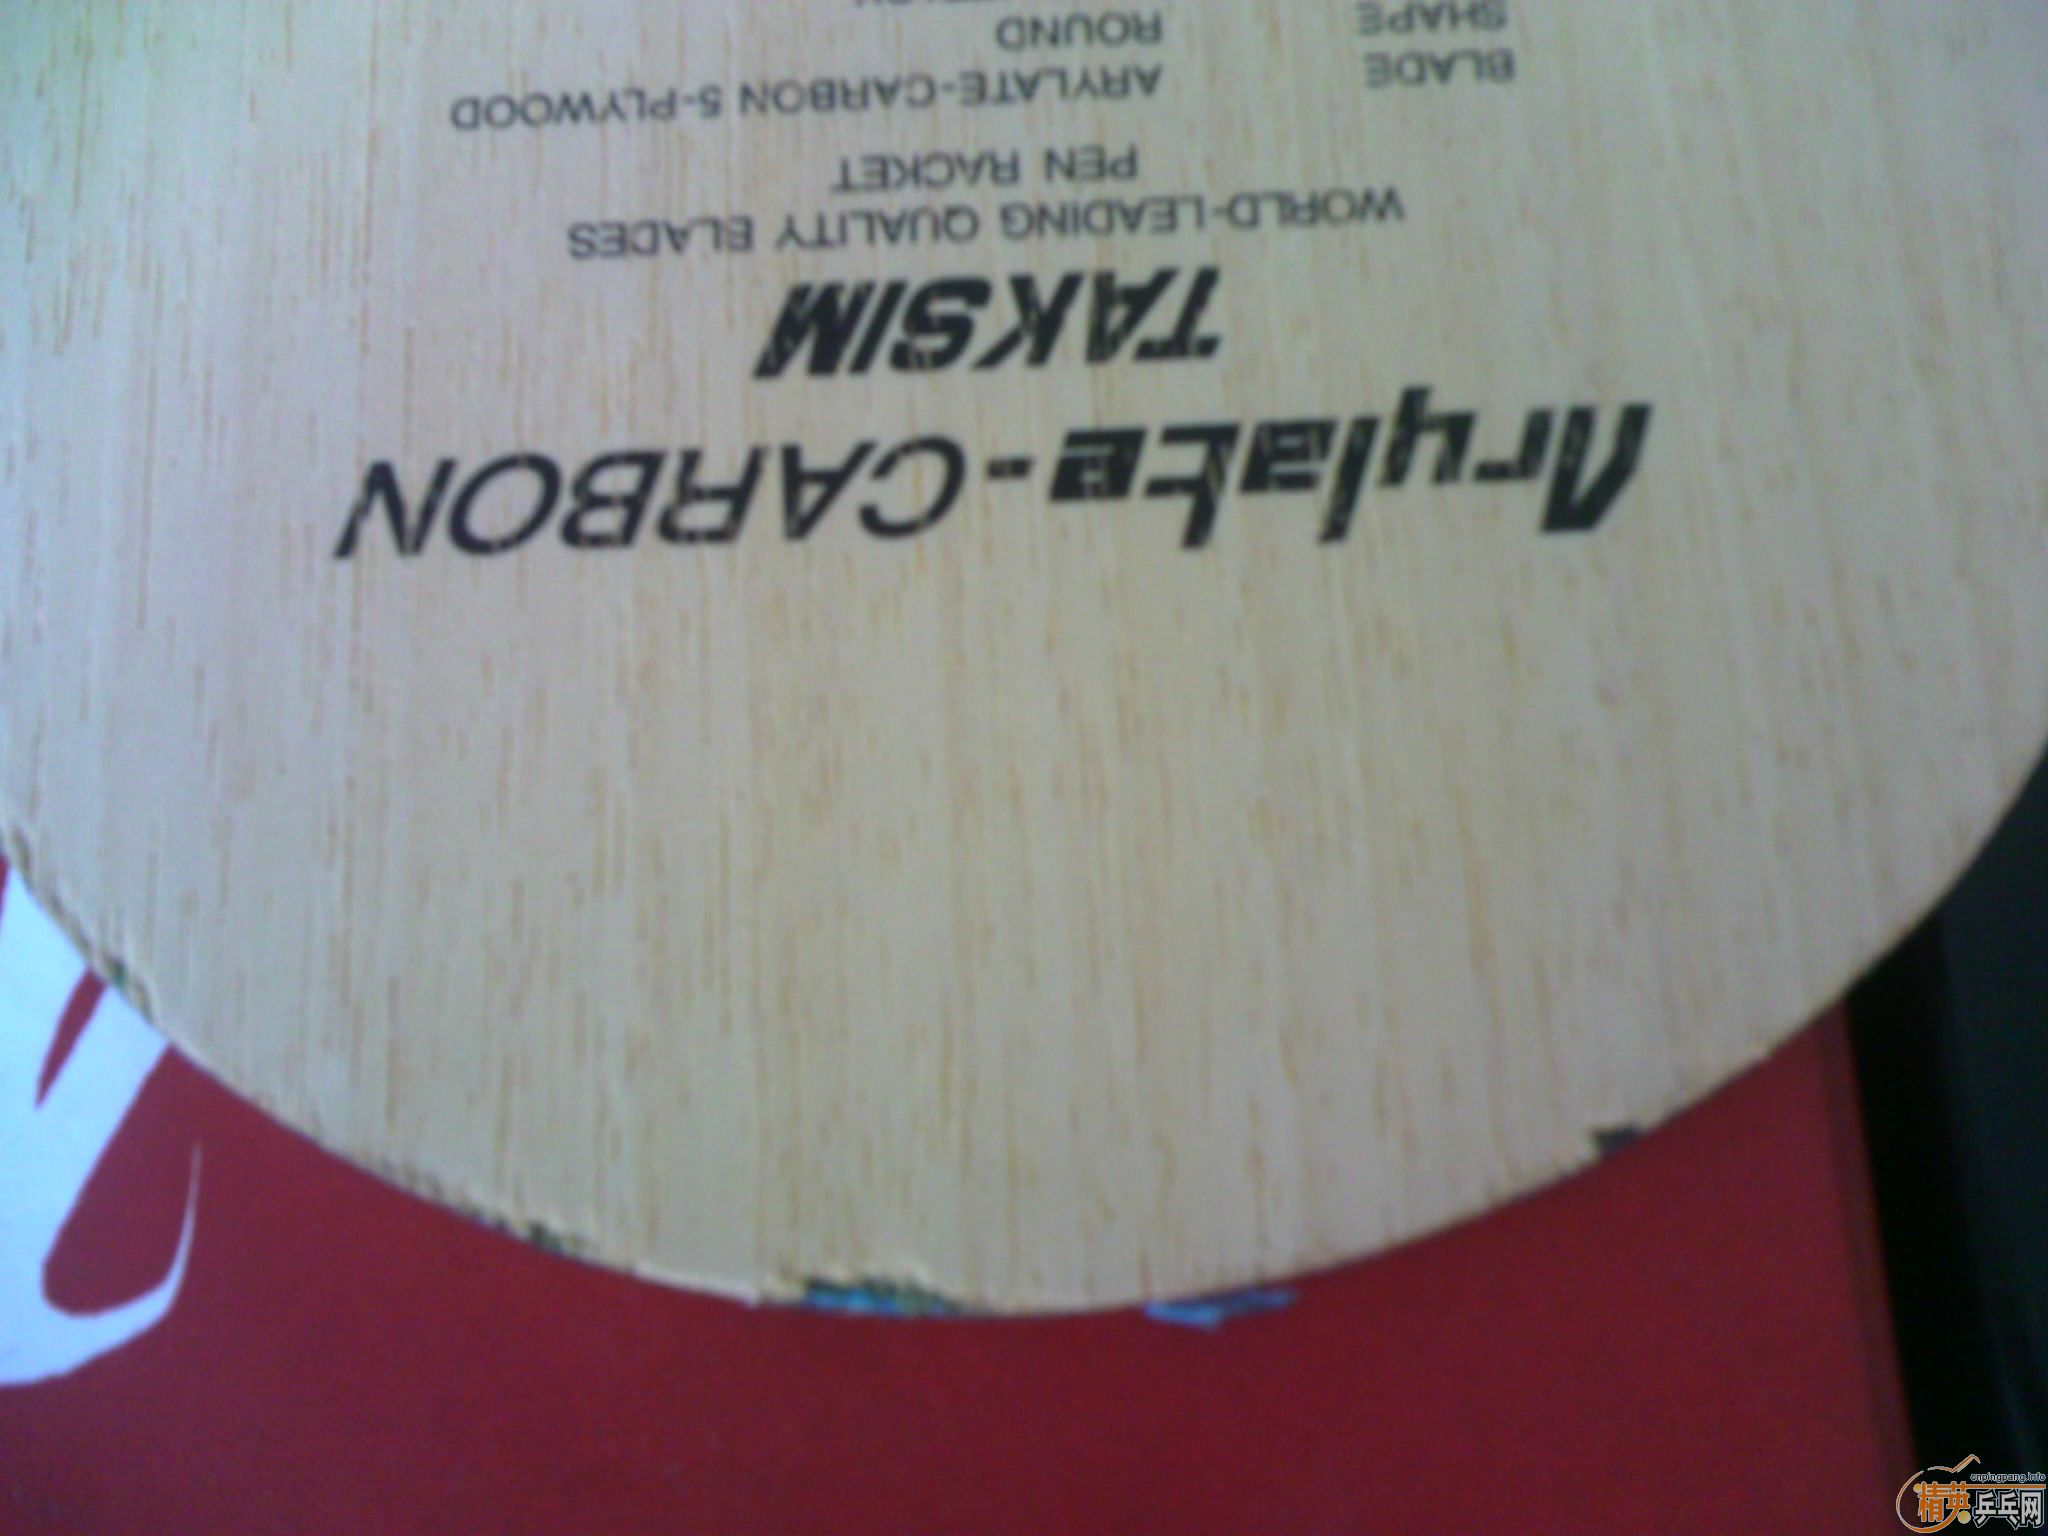 Arylate-CARBON
TAKSIM
WORLD-LEADING QUALITY BLADES
PEN RACKET
BLADE ARYLATE-CARBON 5-PLYWOOD
SHAPE ROUND
cnpingpang.info
精英乒乓网